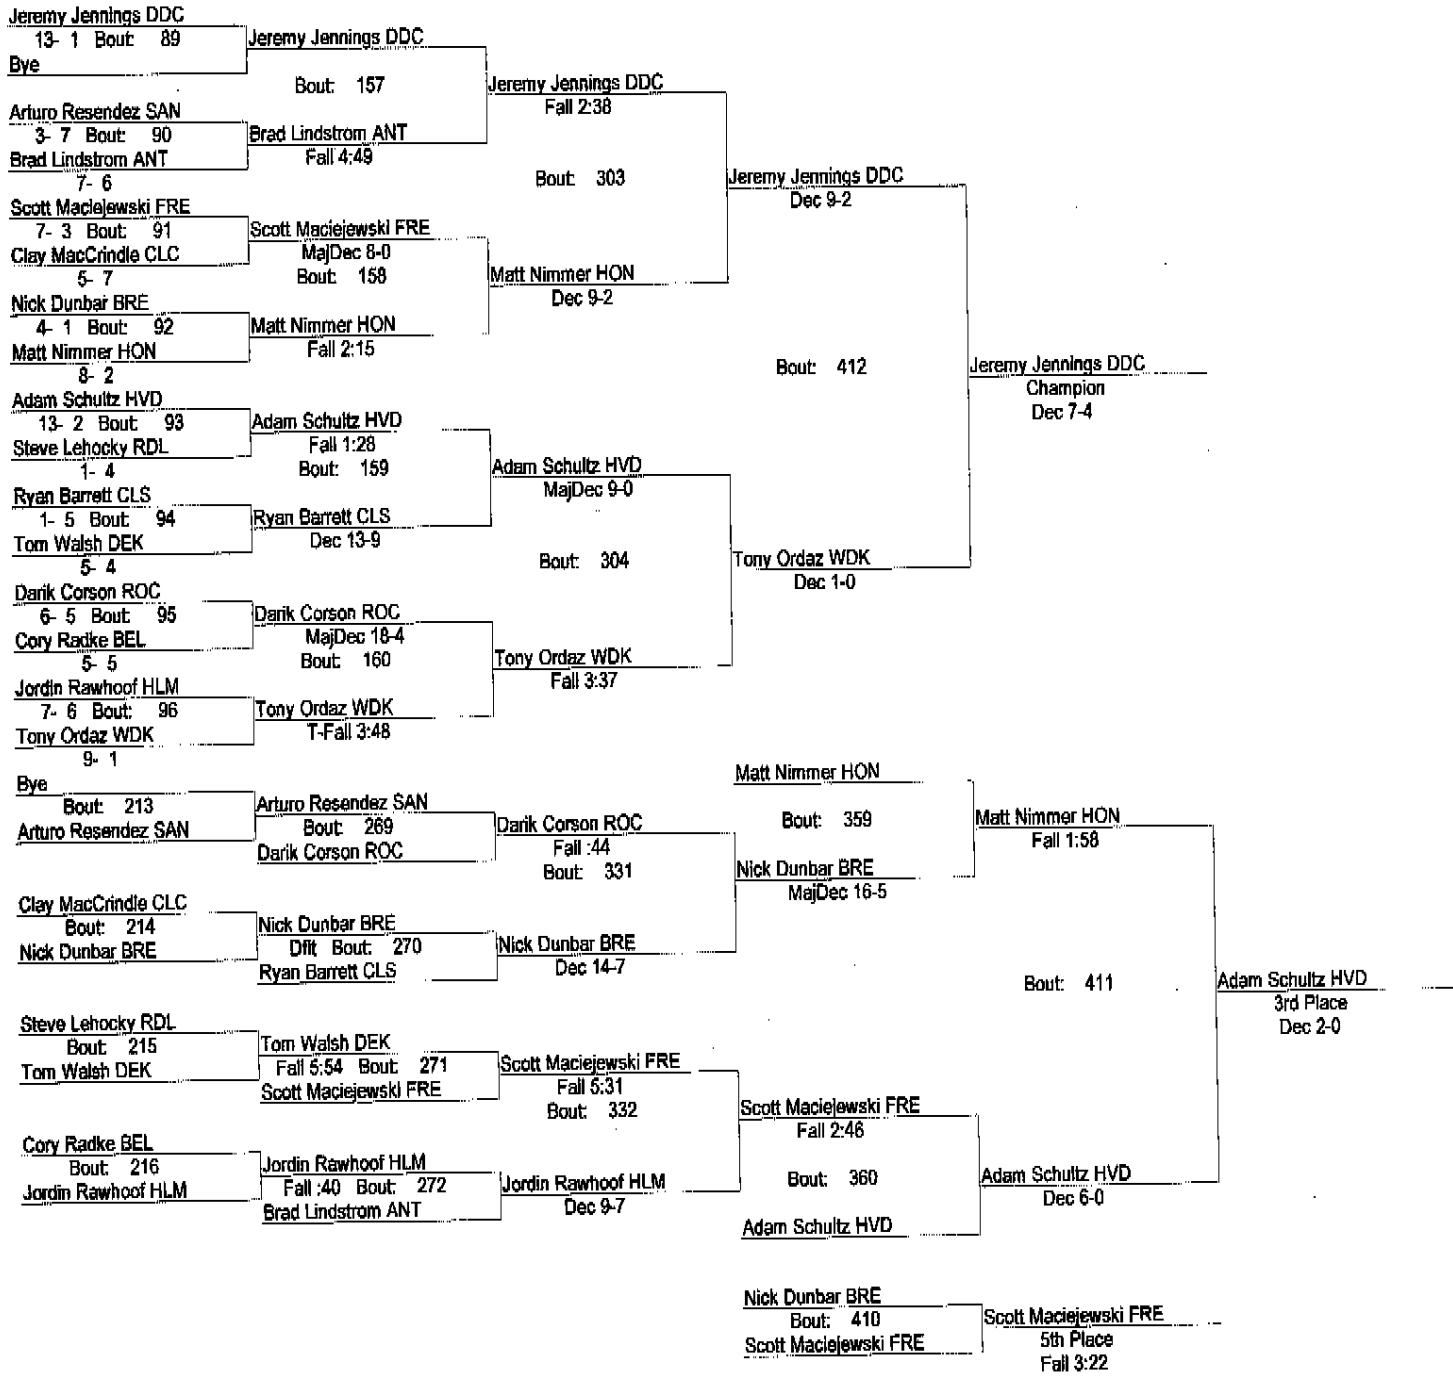 Jeremy Jennings DDC
13- 1 Bout: 89
Bye
Jeremy Jennings DDC
Bout: 157
Arturo Resendez SAN
3- 7 Bout: 90
Brad Lindstrom ANT
7- 6
Brad Lindstrom ANT
Fall 4:49
Jeremy Jennings DDC
Fall 2:38
Bout: 303
Scott Maciejewski FRE
7- 3 Bout: 91
Clay MacCrindle CLC
5- 7
Scott Maciejewski FRE
MajDec 8-0
Bout: 158
Nick Dunbar BRE
4- 1 Bout: 92
Matt Nimmer HON
8- 2
Matt Nimmer HON
Fall 2:15
Matt Nimmer HON
Dec 9-2
Jeremy Jennings DDC
Dec 9-2
Bout: 412
Jeremy Jennings DDC
Champion
Dec 7-4
Adam Schultz HVD
13- 2 Bout: 93
Steve Lehocky RDL
1- 4
Adam Schultz HVD
Fall 1:28
Bout: 159
Ryan Barrett CLS
1- 5 Bout: 94
Tom Walsh DEK
5- 4
Ryan Barrett CLS
Dec 13-9
Adam Schultz HVD
MajDec 9-0
Bout: 304
Darik Corson ROC
6- 5 Bout: 95
Cory Radke BEL
5- 5
Darik Corson ROC
MajDec 18-4
Bout: 160
Jordin Rawhoof HLM
7- 6 Bout: 96
Tony Ordaz WDK
9- 1
Tony Ordaz WDK
T-Fall 3:48
Tony Ordaz WDK
Fall 3:37
Tony Ordaz WDK
Dec 1-0
Bye
Bout: 213
Arturo Resendez SAN
Arturo Resendez SAN
Bout: 269
Darik Corson ROC
Darik Corson ROC
Fall :44
Bout: 331
Clay MacCrindle CLC
Bout: 214
Nick Dunbar BRE
Nick Dunbar BRE
Dflt Bout: 270
Ryan Barrett CLS
Nick Dunbar BRE
Dec 14-7
Matt Nimmer HON
Bout: 359
Nick Dunbar BRE
MajDec 16-5
Matt Nimmer HON
Fall 1:58
Bout: 411
Adam Schultz HVD
3rd Place
Dec 2-0
Steve Lehocky RDL
Bout: 215
Tom Walsh DEK
Tom Walsh DEK
Fall 5:54 Bout: 271
Scott Maciejewski FRE
Scott Maciejewski FRE
Fall 5:31
Bout: 332
Cory Radke BEL
Bout: 216
Jordin Rawhoof HLM
Jordin Rawhoof HLM
Fall :40 Bout: 272
Brad Lindstrom ANT
Jordin Rawhoof HLM
Dec 9-7
Scott Maciejewski FRE
Fall 2:46
Bout: 360
Adam Schultz HVD
Adam Schultz HVD
Dec 6-0
Nick Dunbar BRE
Bout: 410
Scott Maciejewski FRE
Scott Maciejewski FRE
5th Place
Fall 3:22